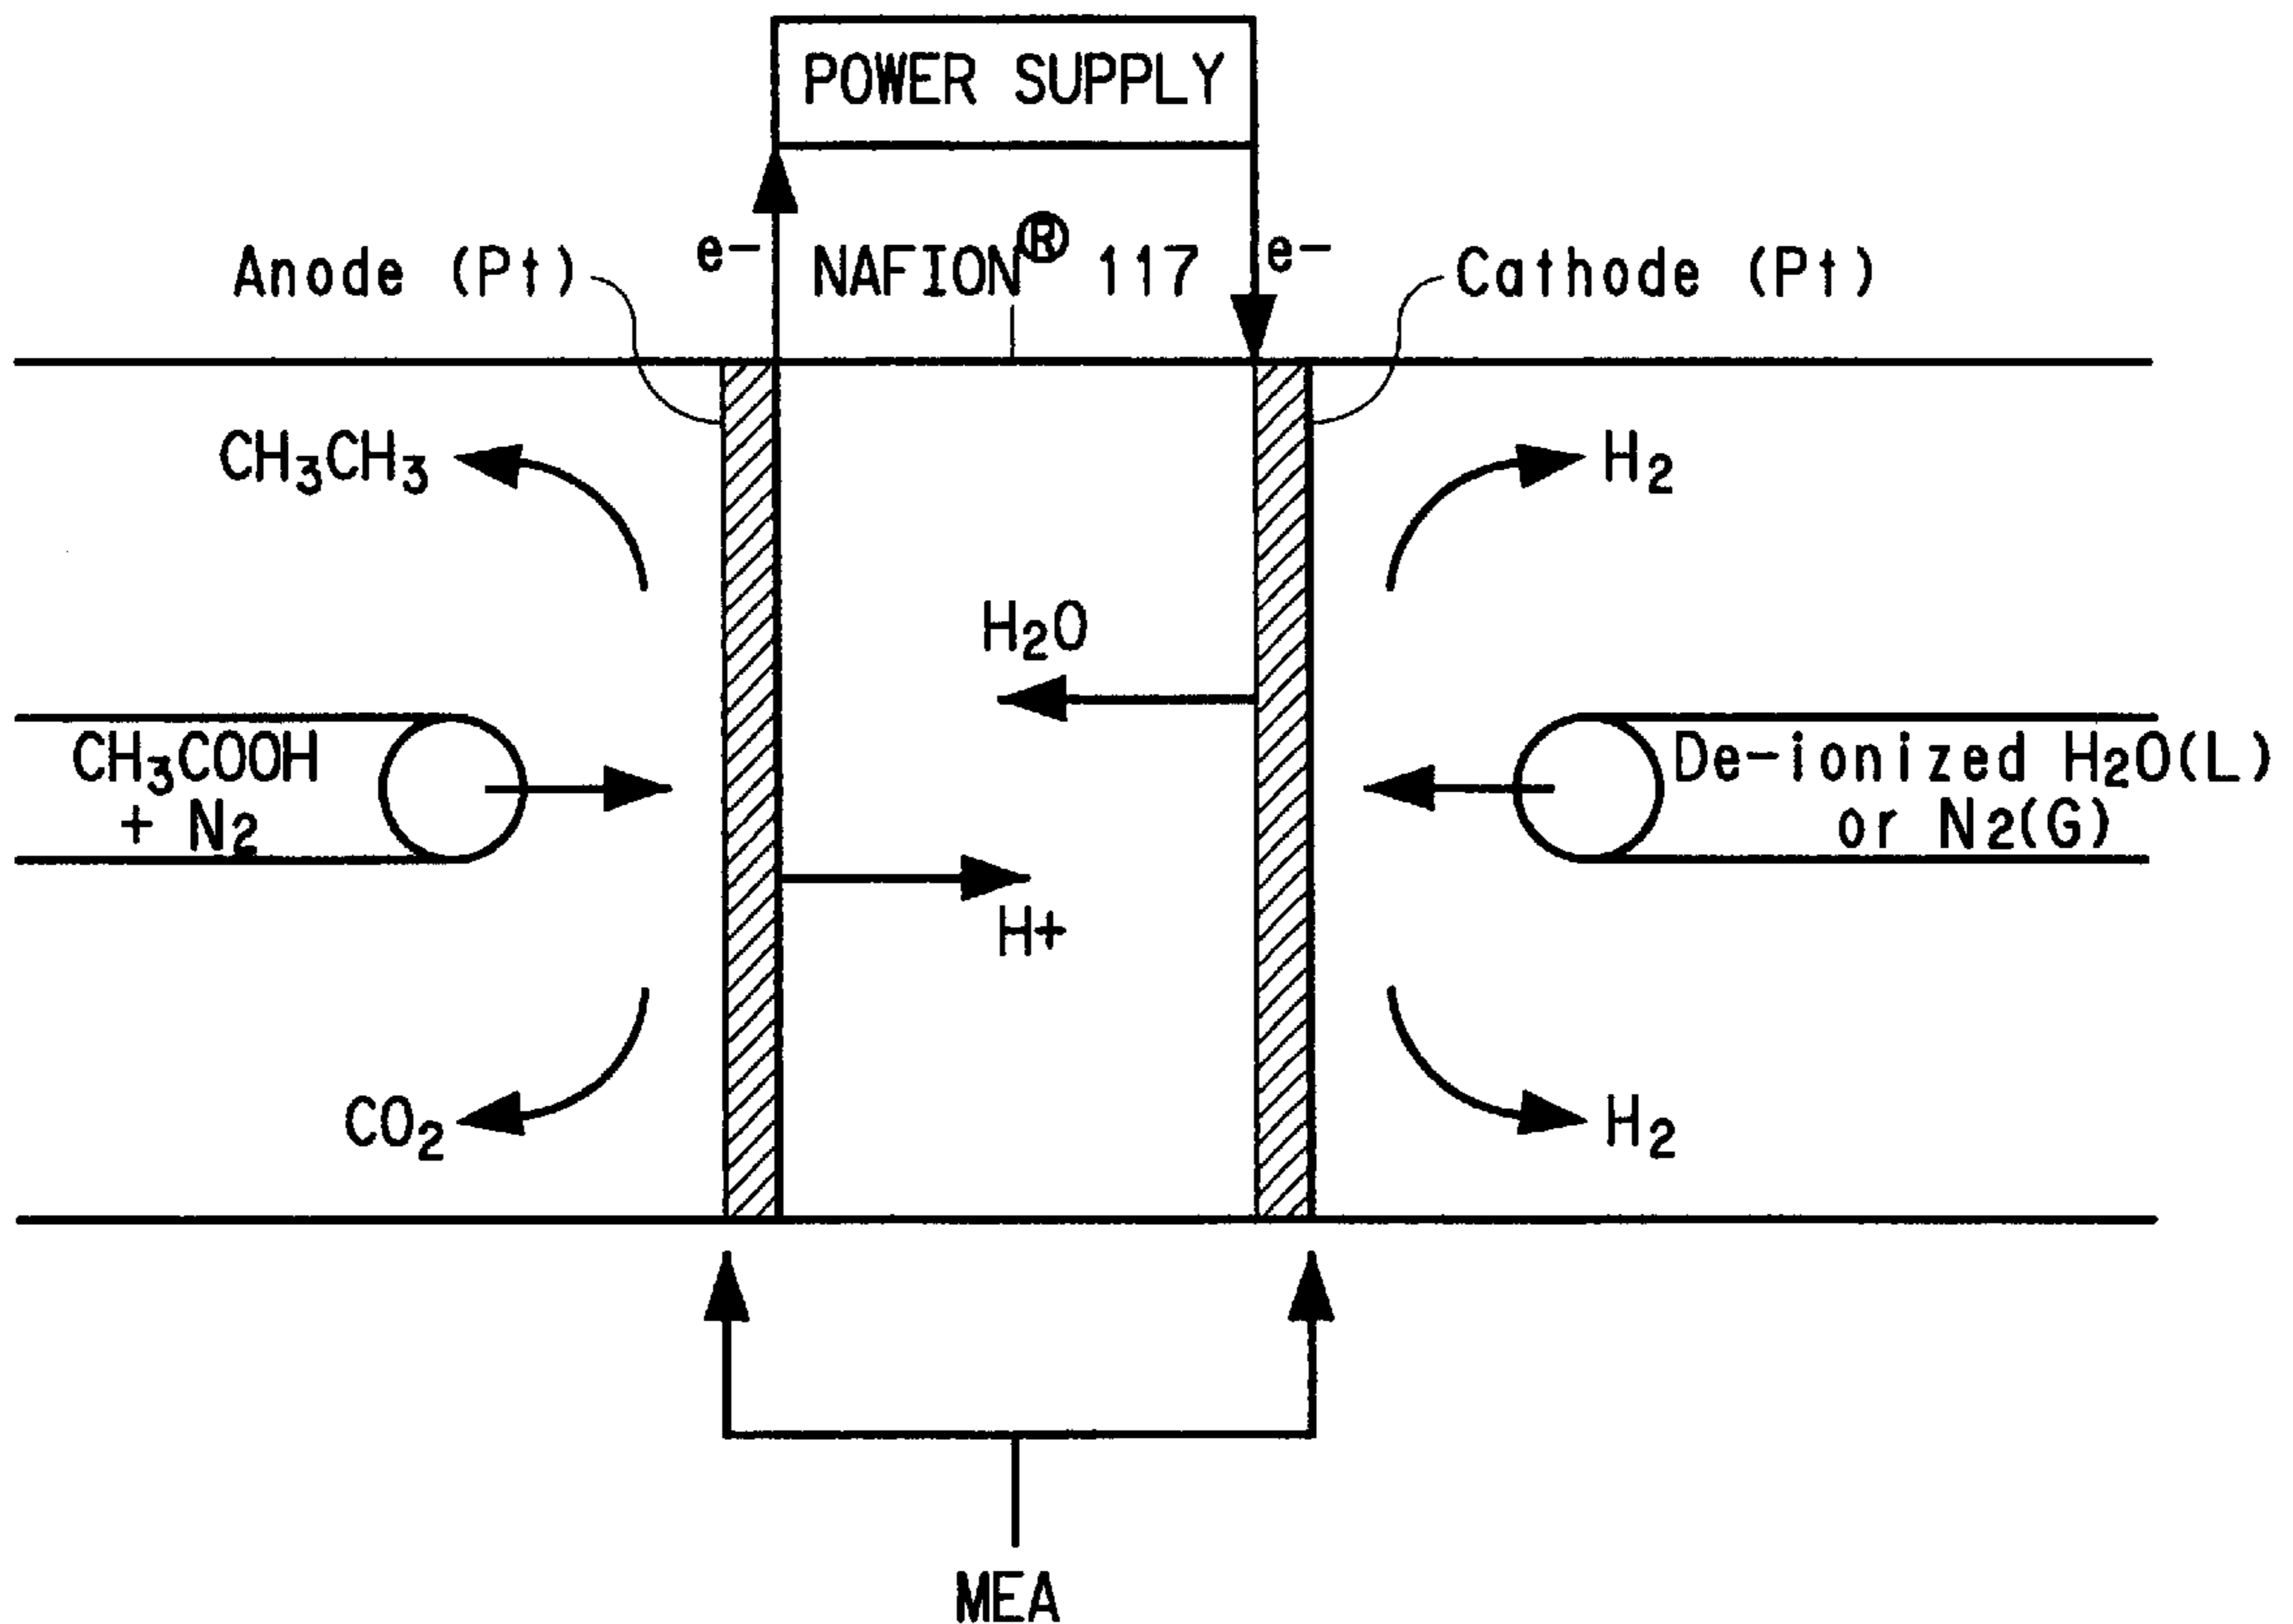 POWER SUPPLY
Anode (Pt)
e-
NAFION® 117
e-
Cathode (Pt)
CH₃CH₃
H₂
H₂O
CH₃COOH
+ N₂
De-ionized H₂O(L)
or N₂(G)
H+
CO₂
H₂
MEA